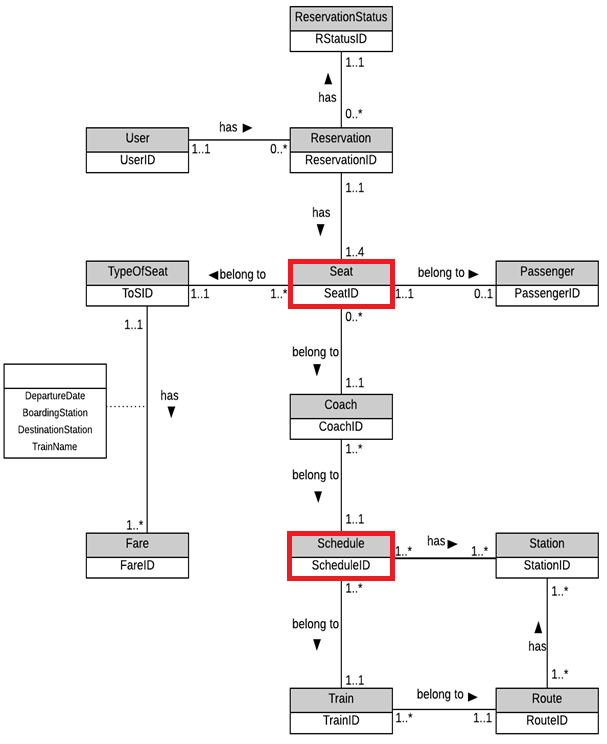 ReservationStatus
RStatusID
1..1
has
0..*
User
UserID
has
1..1
0..*
Reservation
ReservationID
1..1
has
1..4
TypeOfSeat
ToSID
belong to
1..1
1..*
Seat
SeatID
belong to
1..1
0..1
Passenger
PassengerID
1..1
0..*
belong to
1..1
DepartureDate
BoardingStation
DestinationStation
TrainName
has
Coach
CoachID
1..*
belong to
1..1
1..*
Fare
FareID
Schedule
ScheduleID
has
1..*
1..*
Station
StationID
1..*
belong to
1..1
1..*
has
1..*
Train
TrainID
belong to
1..*
1..1
Route
RouteID